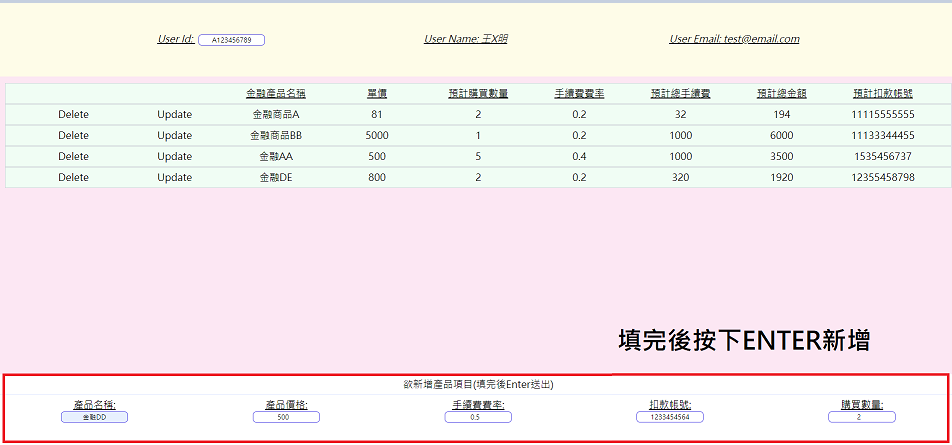 User Id: A123456789 User Name: 王X明 User Email: test@email.com
金融產品名稱 單價 預計購買數量 手續費費率 預計總手續費 預計總金額 預計扣款帳號
Delete Update 金融商品A 81 2 0.2 32 194 11115555555
Delete Update 金融商品BB 5000 1 0.2 1000 6000 11133344455
Delete Update 金融AA 500 5 0.4 1000 3500 1535456737
Delete Update 金融DE 800 2 0.2 320 1920 12355458798
填完後按下ENTER新增
欲新增產品項目(填完後Enter送出)
產品名稱: 產品價格: 手續費費率: 扣款帳號: 購買數量:
金融DD 500 0.5 1233454564 2